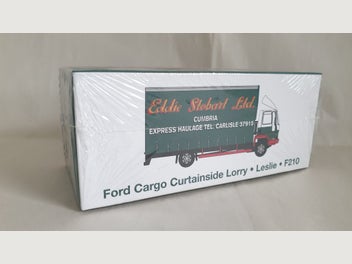 Eddie Stobart Ltd.
CUMBRIA
EXPRESS HAULAGE TEL: CARLISLE 37915
Ford Cargo Curtainside Lorry • Leslie • F210